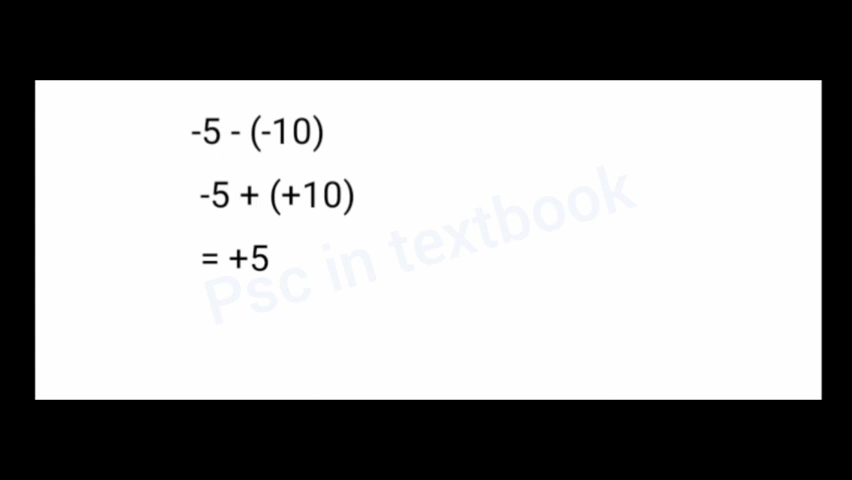 -5 - (-10)
-5 + (+10)
= +5
Psc in textbook